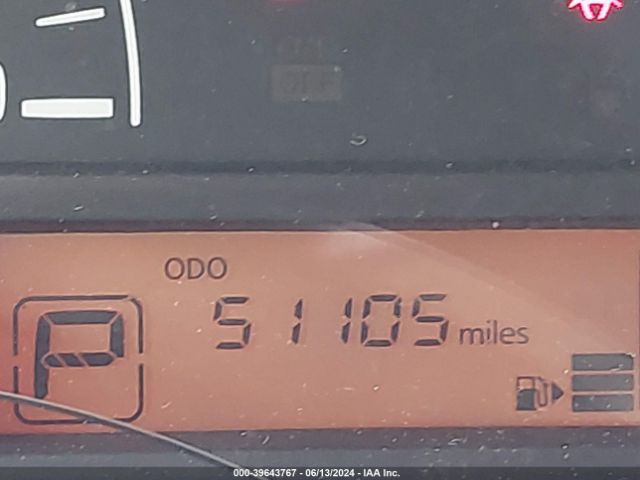 ODO
51105 miles
P
000-39643767 - 06/13/2024 - IAA Inc.